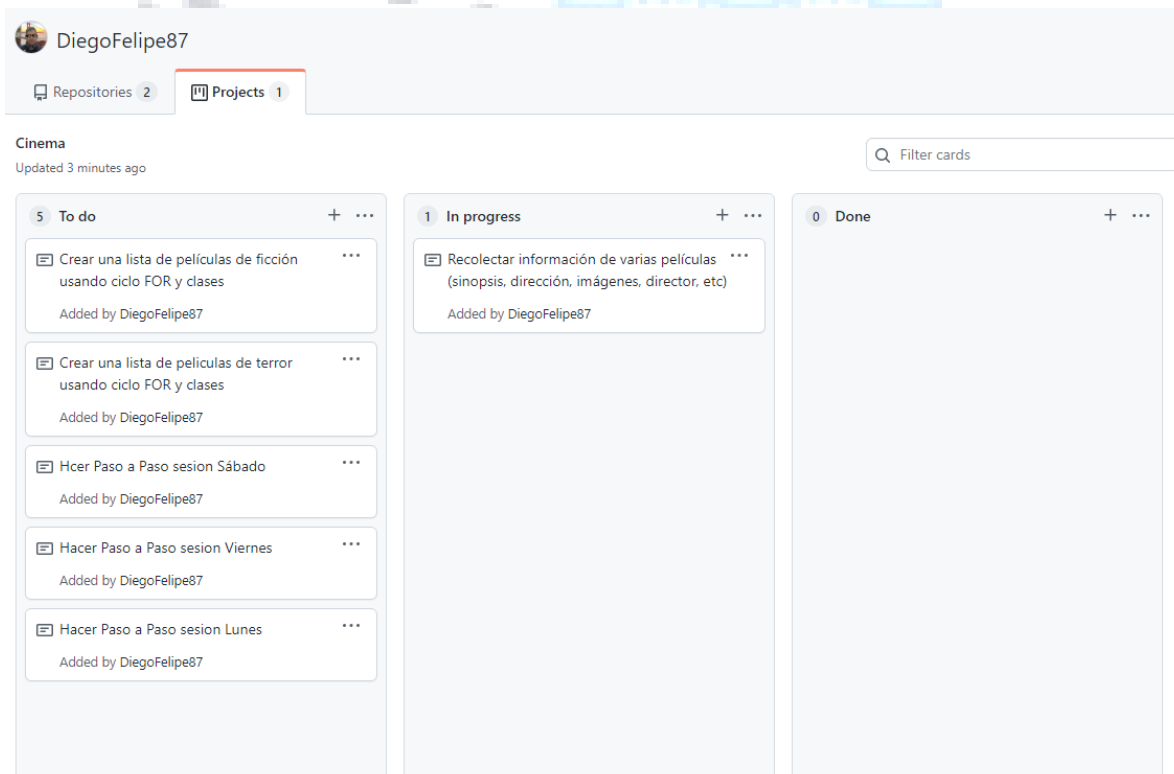 DiegoFelipe87
Repositories 2
Projects 1
Cinema
Updated 3 minutes ago
Filter cards
5 To do
Crear una lista de películas de ficción
usando ciclo FOR y clases
Added by DiegoFelipe87
Crear una lista de peliculas de terror
usando ciclo FOR y clases
Added by DiegoFelipe87
Hcer Paso a Paso sesion Sábado
Added by DiegoFelipe87
Hacer Paso a Paso sesion Viernes
Added by DiegoFelipe87
Hacer Paso a Paso sesion Lunes
Added by DiegoFelipe87
1 In progress
Recolectar información de varias películas
(sinopsis, dirección, imágenes, director, etc)
Added by DiegoFelipe87
0 Done